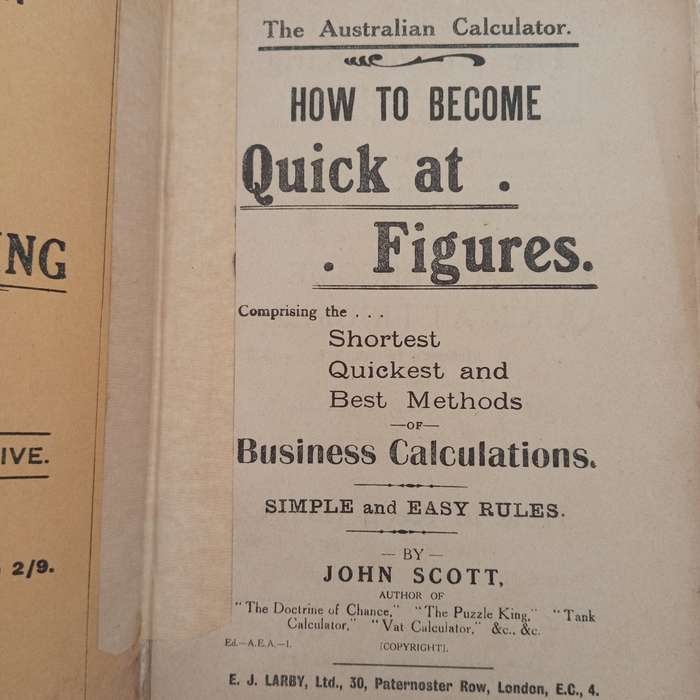 NG
IVE.
2/9.
The Australian Calculator.
HOW TO BECOME
Quick at .
. Figures.
Comprising the . . .
Shortest
Quickest and
Best Methods
—OF—
Business Calculations.
SIMPLE and EASY RULES.
— BY —
JOHN SCOTT,
AUTHOR OF
"The Doctrine of Chance," "The Puzzle King," "Tank
Calculator," "Vat Calculator," &c., &c.
Ed.—A.E.A.—1. [COPYRIGHT].
E. J. LARBY, Ltd., 30, Paternoster Row, London, E.C., 4.